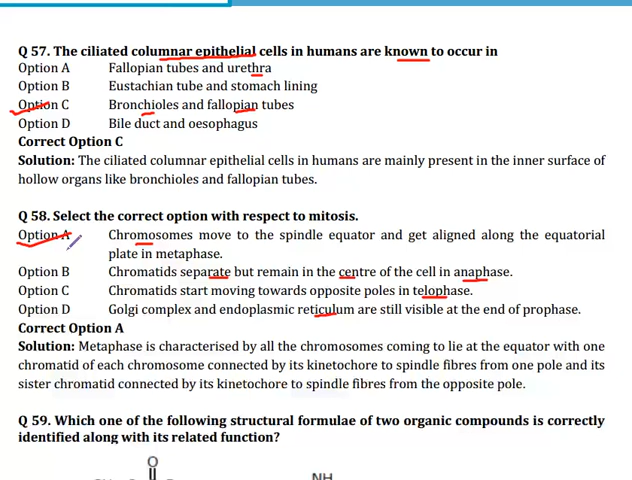 Q 57. The ciliated columnar epithelial cells in humans are known to occur in
Option A Fallopian tubes and urethra
Option B Eustachian tube and stomach lining
Option C Bronchioles and fallopian tubes
Option D Bile duct and oesophagus
Correct Option C
Solution: The ciliated columnar epithelial cells in humans are mainly present in the inner surface of
hollow organs like bronchioles and fallopian tubes.
Q 58. Select the correct option with respect to mitosis.
Option A Chromosomes move to the spindle equator and get aligned along the equatorial
plate in metaphase.
Option B Chromatids separate but remain in the centre of the cell in anaphase.
Option C Chromatids start moving towards opposite poles in telophase.
Option D Golgi complex and endoplasmic reticulum are still visible at the end of prophase.
Correct Option A
Solution: Metaphase is characterised by all the chromosomes coming to lie at the equator with one
chromatid of each chromosome connected by its kinetochore to spindle fibres from one pole and its
sister chromatid connected by its kinetochore to spindle fibres from the opposite pole.
Q 59. Which one of the following structural formulae of two organic compounds is correctly
identified along with its related function?
O
NH